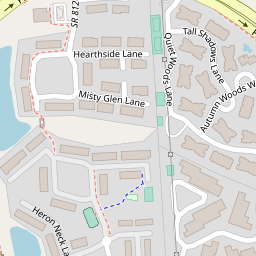 SR 812
Hearthside Lane
Misty Glen Lane
Quiet Woods Lane
Tall Shadows
Lane
Autumn Woods W
Heron Neck La